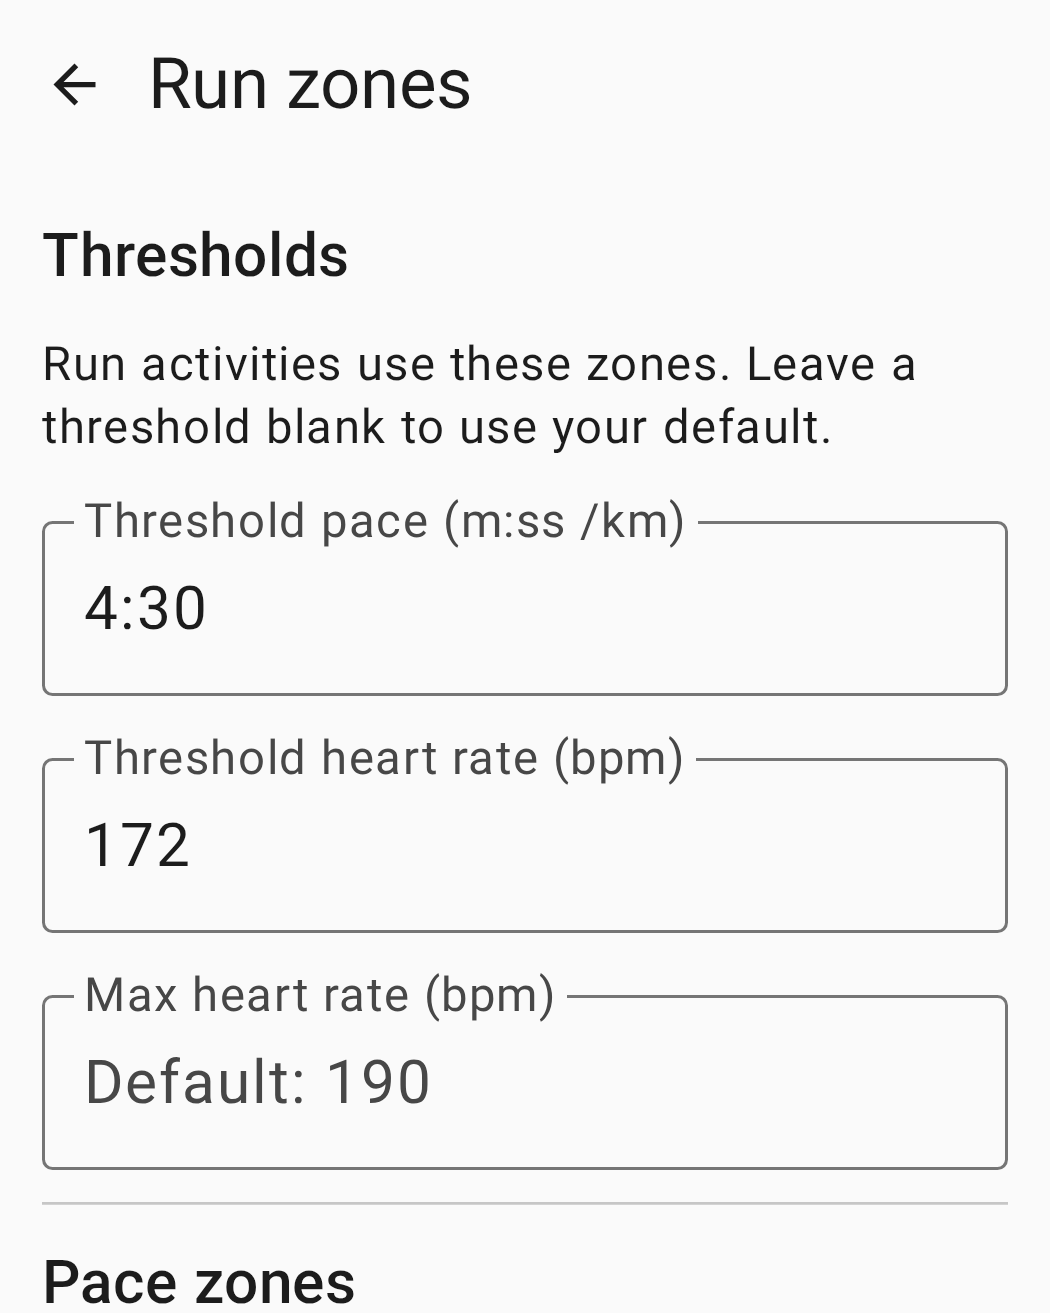 Run zones
Thresholds
Run activities use these zones. Leave a
threshold blank to use your default.
Threshold pace (m:ss /km)
4:30
Threshold heart rate (bpm)
172
Max heart rate (bpm)
Default: 190
Pace zones